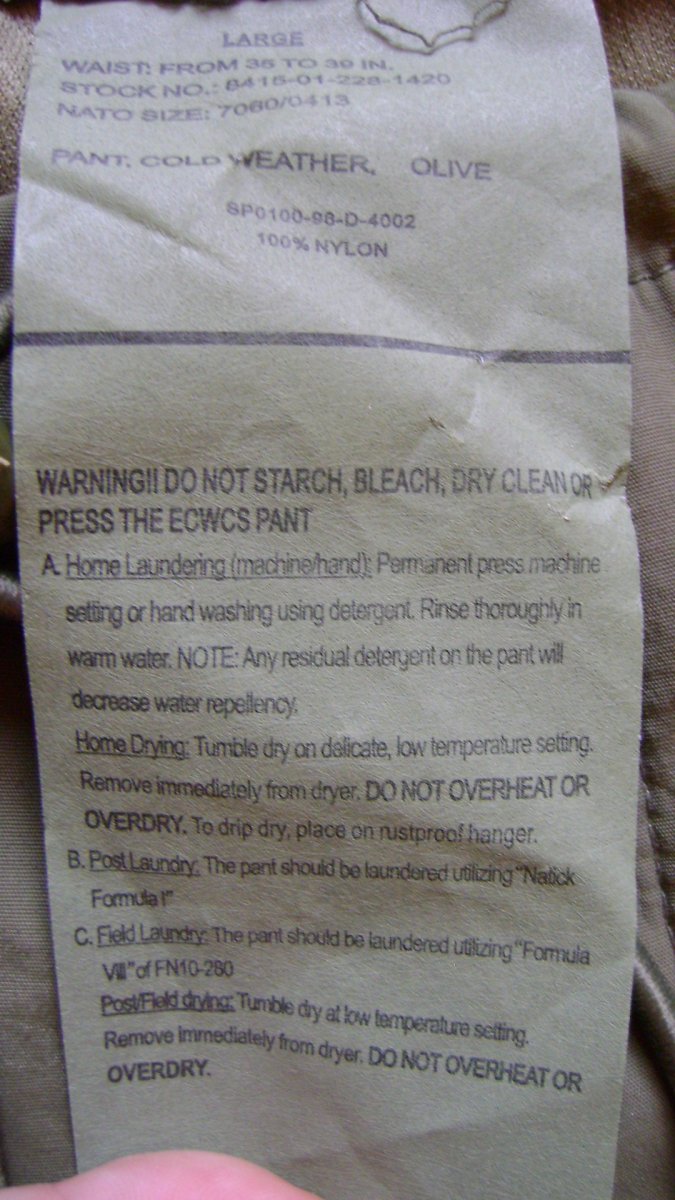 LARGE
WAIST: FROM 35 TO 39 IN.
STOCK NO.: 8415-01-228-1420
NATO SIZE: 7080/0413
PANT, COLD WEATHER, OLIVE
SP0100-98-D-4002
100% NYLON
WARNING!! DO NOT STARCH, BLEACH, DRY CLEAN OR
PRESS THE ECWCS PANT
A. Home Laundering (machine/hand): Permanent press machine
setting or hand washing using detergent. Rinse thoroughly in
warm water. NOTE: Any residual detergent on the pant will
decrease water repellency.
Home Drying: Tumble dry on delicate, low temperature setting.
Remove immediately from dryer. DO NOT OVERHEAT OR
OVERDRY. To drip dry, place on rustproof hanger.
B. Post Laundry: The pant should be laundered utilizing "Natick
Formula I"
C. Field Laundry: The pant should be laundered utilizing "Formula
VIII" of FN10-280
Post/Field drying: Tumble dry at low temperature setting.
Remove immediately from dryer. DO NOT OVERHEAT OR
OVERDRY.